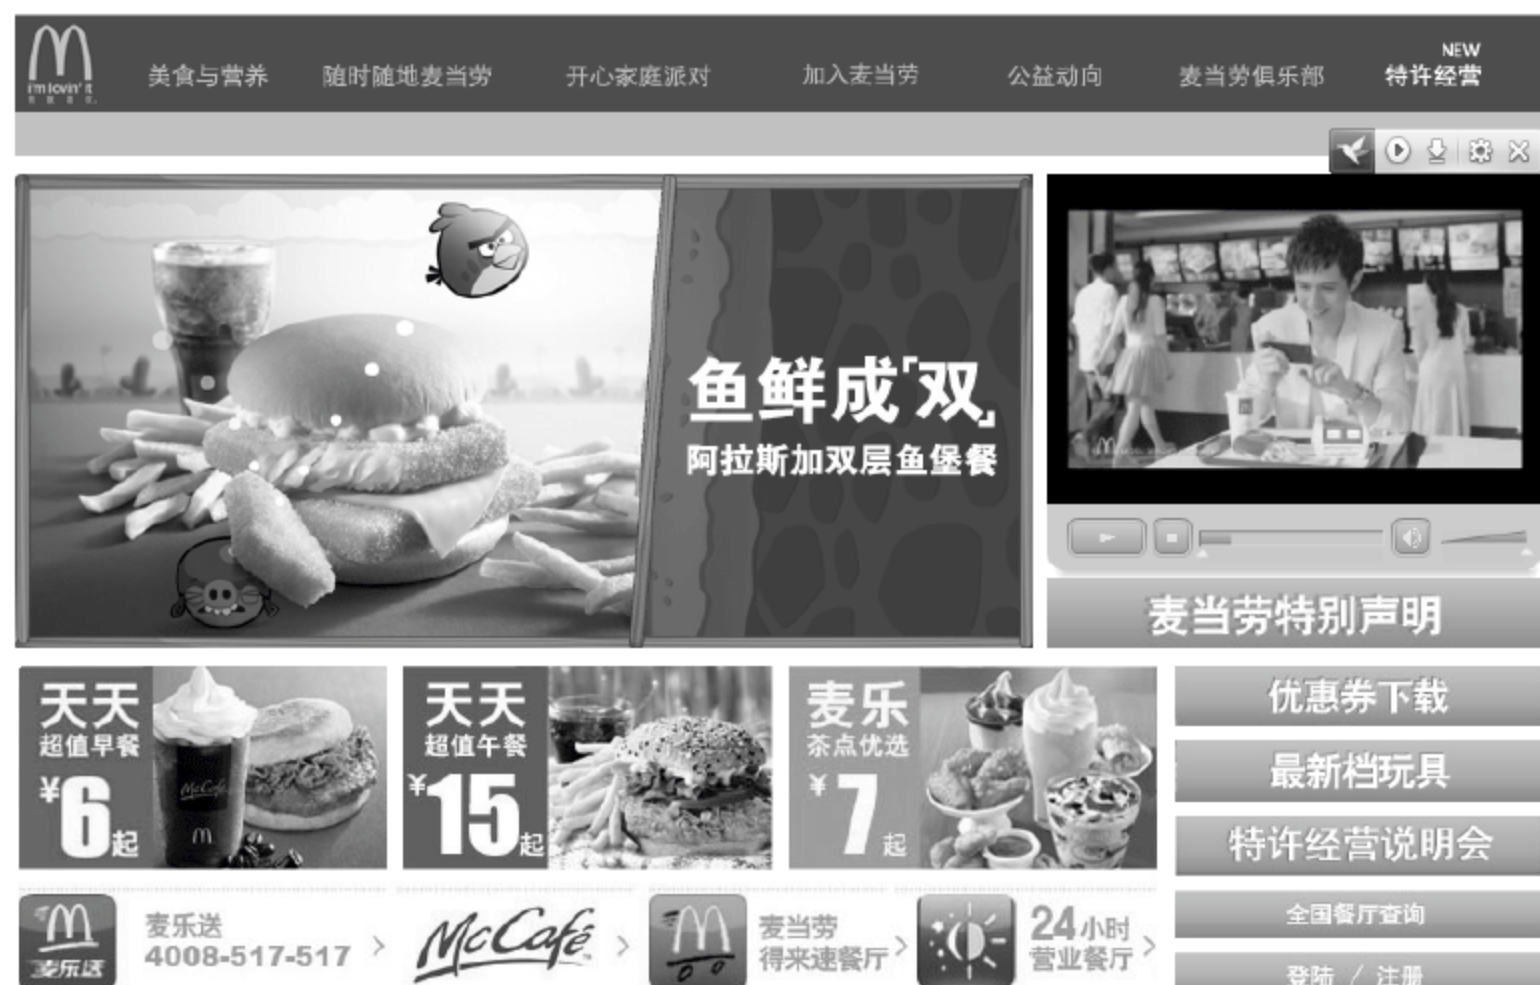 i'm lovin' it
美食与营养
随时随地麦当劳
开心家庭派对
加入麦当劳
公益动向
麦当劳俱乐部
NEW
特许经营
鱼鲜成「双」
阿拉斯加双层鱼堡餐
麦当劳特别声明
天天
超值早餐
¥6起
McCafé
天天
超值午餐
¥15起
麦乐
茶点优选
¥7起
优惠券下载
最新档玩具
特许经营说明会
全国餐厅查询
登陆 / 注册
麦乐送
麦乐送
4008-517-517
McCafé
麦当劳
得来速餐厅
24小时
营业餐厅